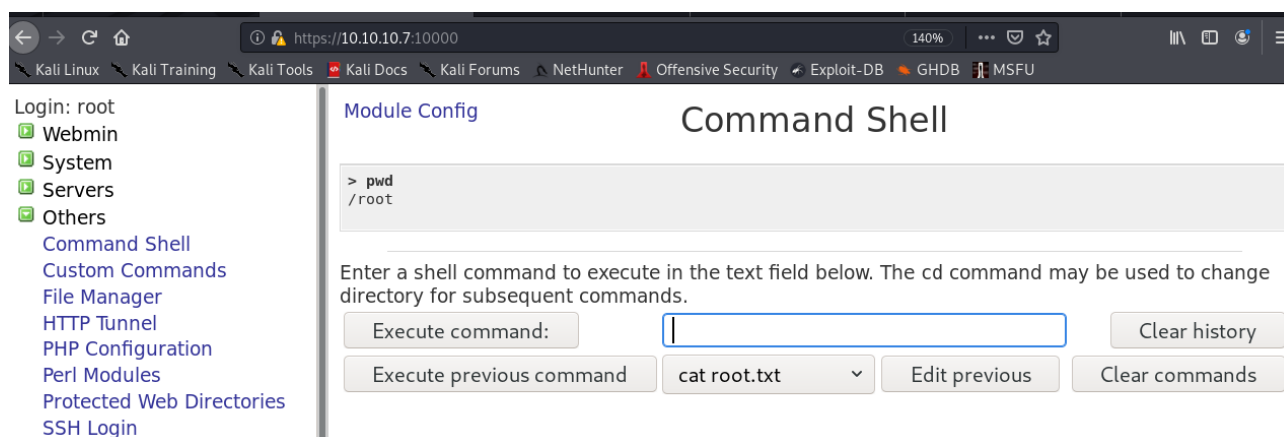 https://10.10.10.7:10000 140%
Kali Linux Kali Training Kali Tools Kali Docs Kali Forums NetHunter Offensive Security Exploit-DB GHDB MSFU
Login: root
Webmin
System
Servers
Others
Command Shell
Custom Commands
File Manager
HTTP Tunnel
PHP Configuration
Perl Modules
Protected Web Directories
SSH Login
Module Config
Command Shell
> pwd
/root
Enter a shell command to execute in the text field below. The cd command may be used to change
directory for subsequent commands.
Execute command: Clear history
Execute previous command cat root.txt Edit previous Clear commands